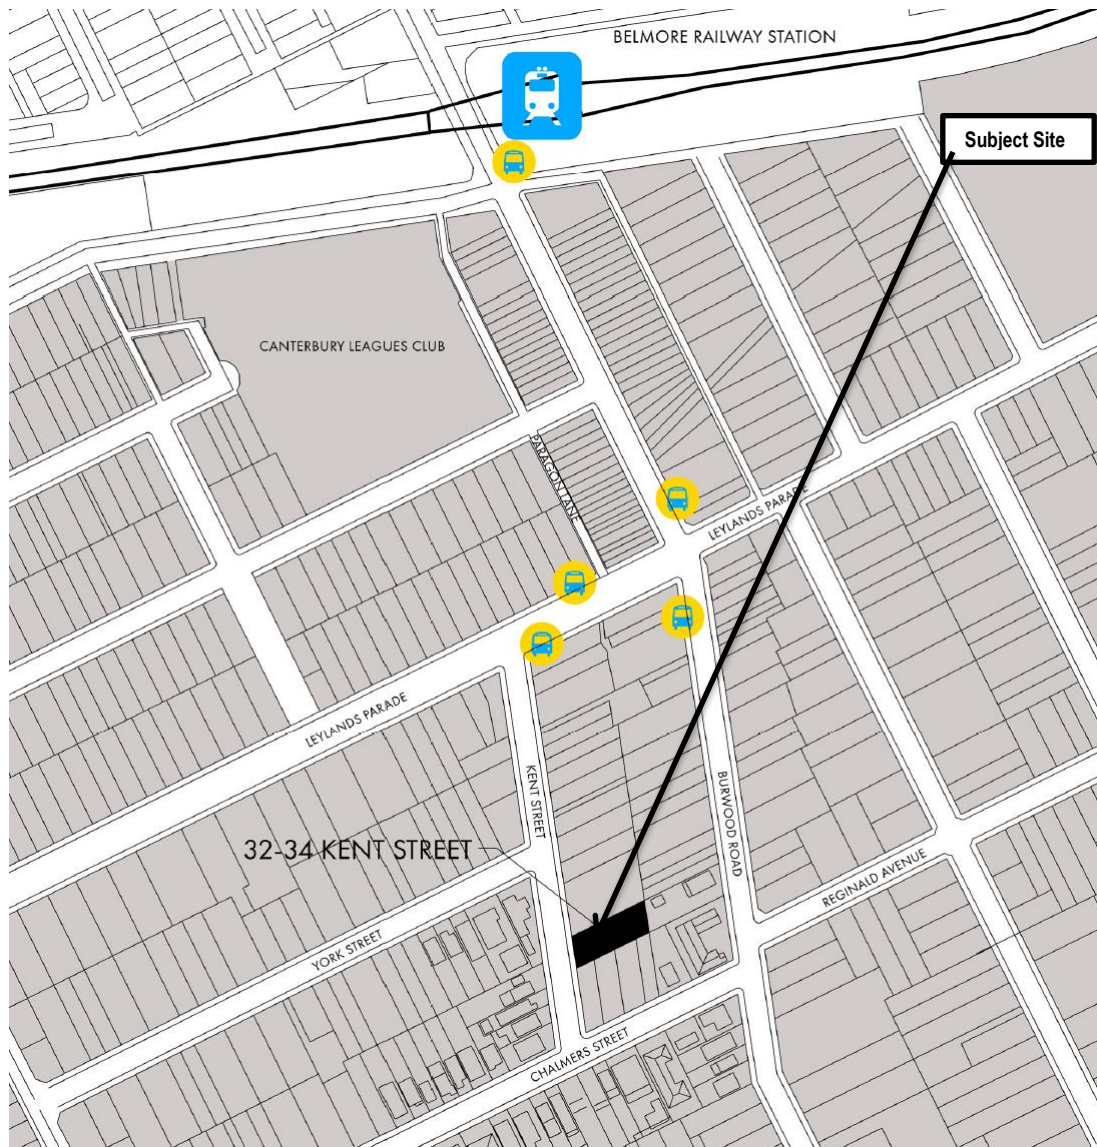 BELMORE RAILWAY STATION
Subject Site
CANTERBURY LEAGUES CLUB
PARAGON LANE
LEYLANDS PARADE
LEYLANDS PARADE
KENT STREET
BURWOOD ROAD
32-34 KENT STREET
REGINALD AVENUE
YORK STREET
CHALMERS STREET